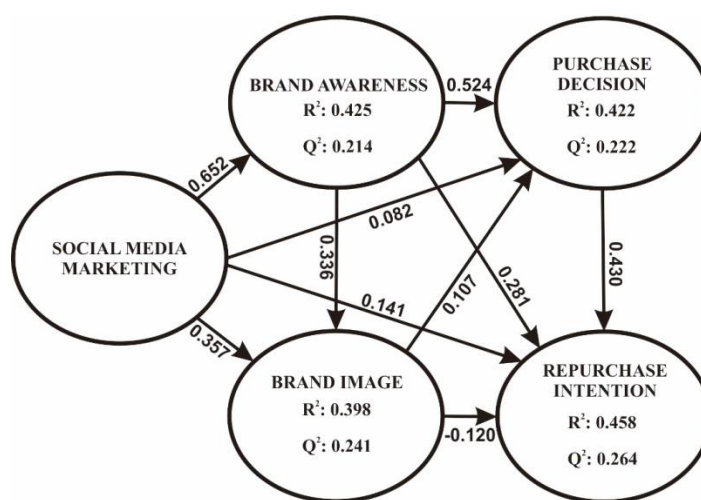 BRAND AWARENESS
R²: 0.425
Q²: 0.214
0.524
PURCHASE
DECISION
R²: 0.422
Q²: 0.222
0.652
0.082
SOCIAL MEDIA
MARKETING
0.336
0.107
0.281
0.430
0.141
0.357
BRAND IMAGE
R²: 0.398
Q²: 0.241
-0.120
REPURCHASE
INTENTION
R²: 0.458
Q²: 0.264